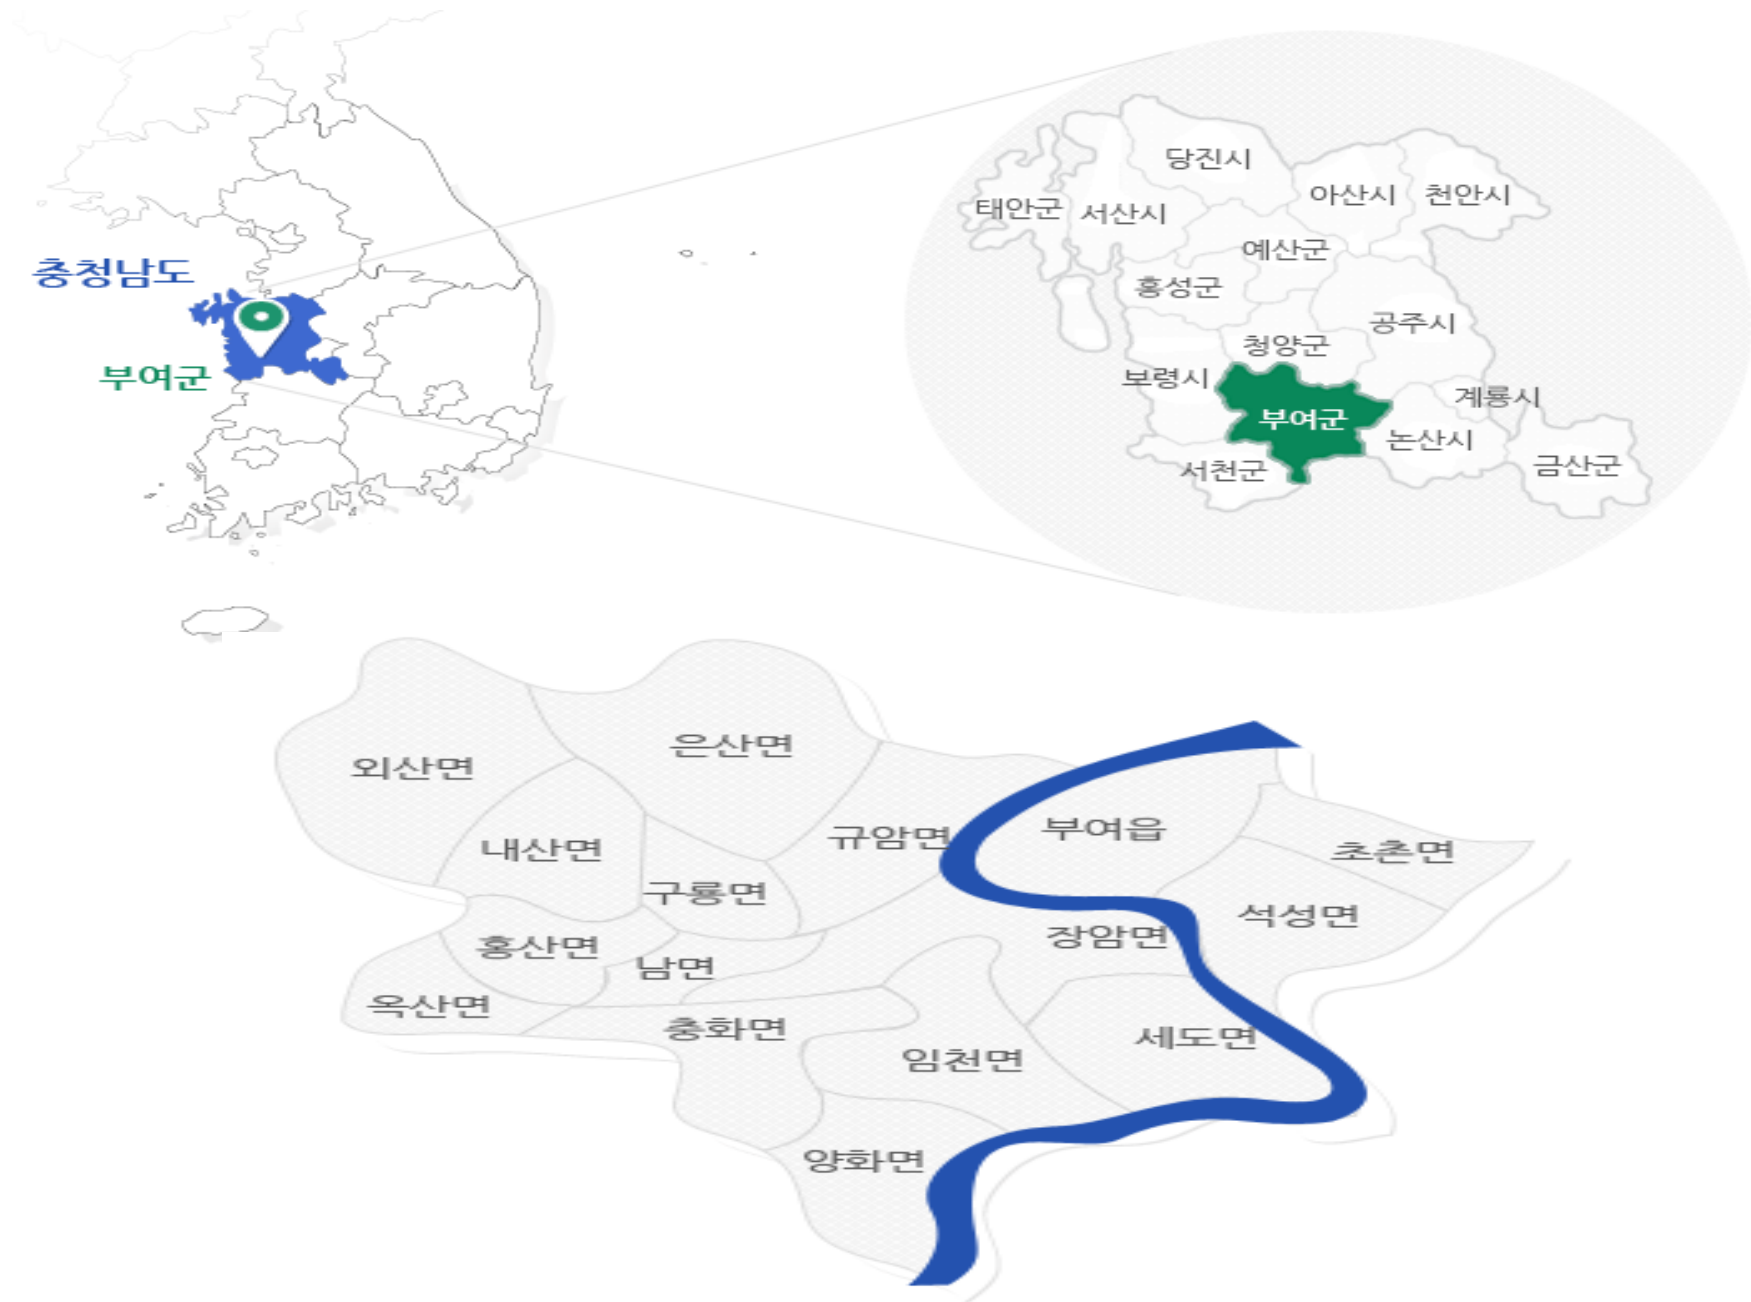 충청남도
부여군
당진시
아산시
천안시
태안군
서산시
예산군
홍성군
공주시
청양군
보령시
계룡시
부여군
논산시
서천군
금산군
은산면
외산면
부여읍
규암면
내산면
초촌면
구룡면
석성면
장암면
홍산면
남면
옥산면
충화면
세도면
임천면
양화면